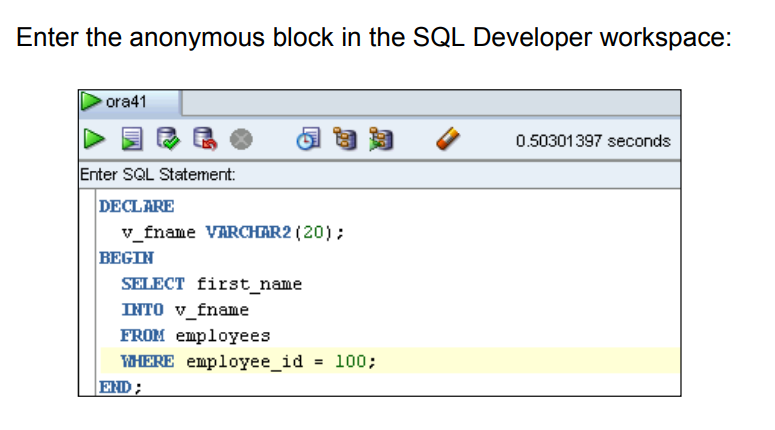 Enter the anonymous block in the SQL Developer workspace:
ora41
0.50301397 seconds
Enter SQL Statement:
DECLARE
v_fname VARCHAR2(20);
BEGIN
SELECT first_name
INTO v_fname
FROM employees
WHERE employee_id = 100;
END;